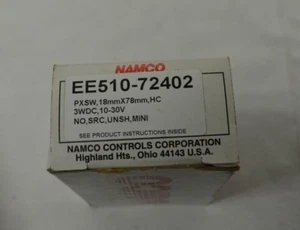 NAMCO
EE510-72402
PXSW,18mmX78mm,HC
3WDC,10-30V
NO,SRC,UNSH,MINI
SEE PRODUCT INSTRUCTIONS INSIDE
NAMCO CONTROLS CORPORATION
Highland Hts., Ohio 44143 U.S.A.